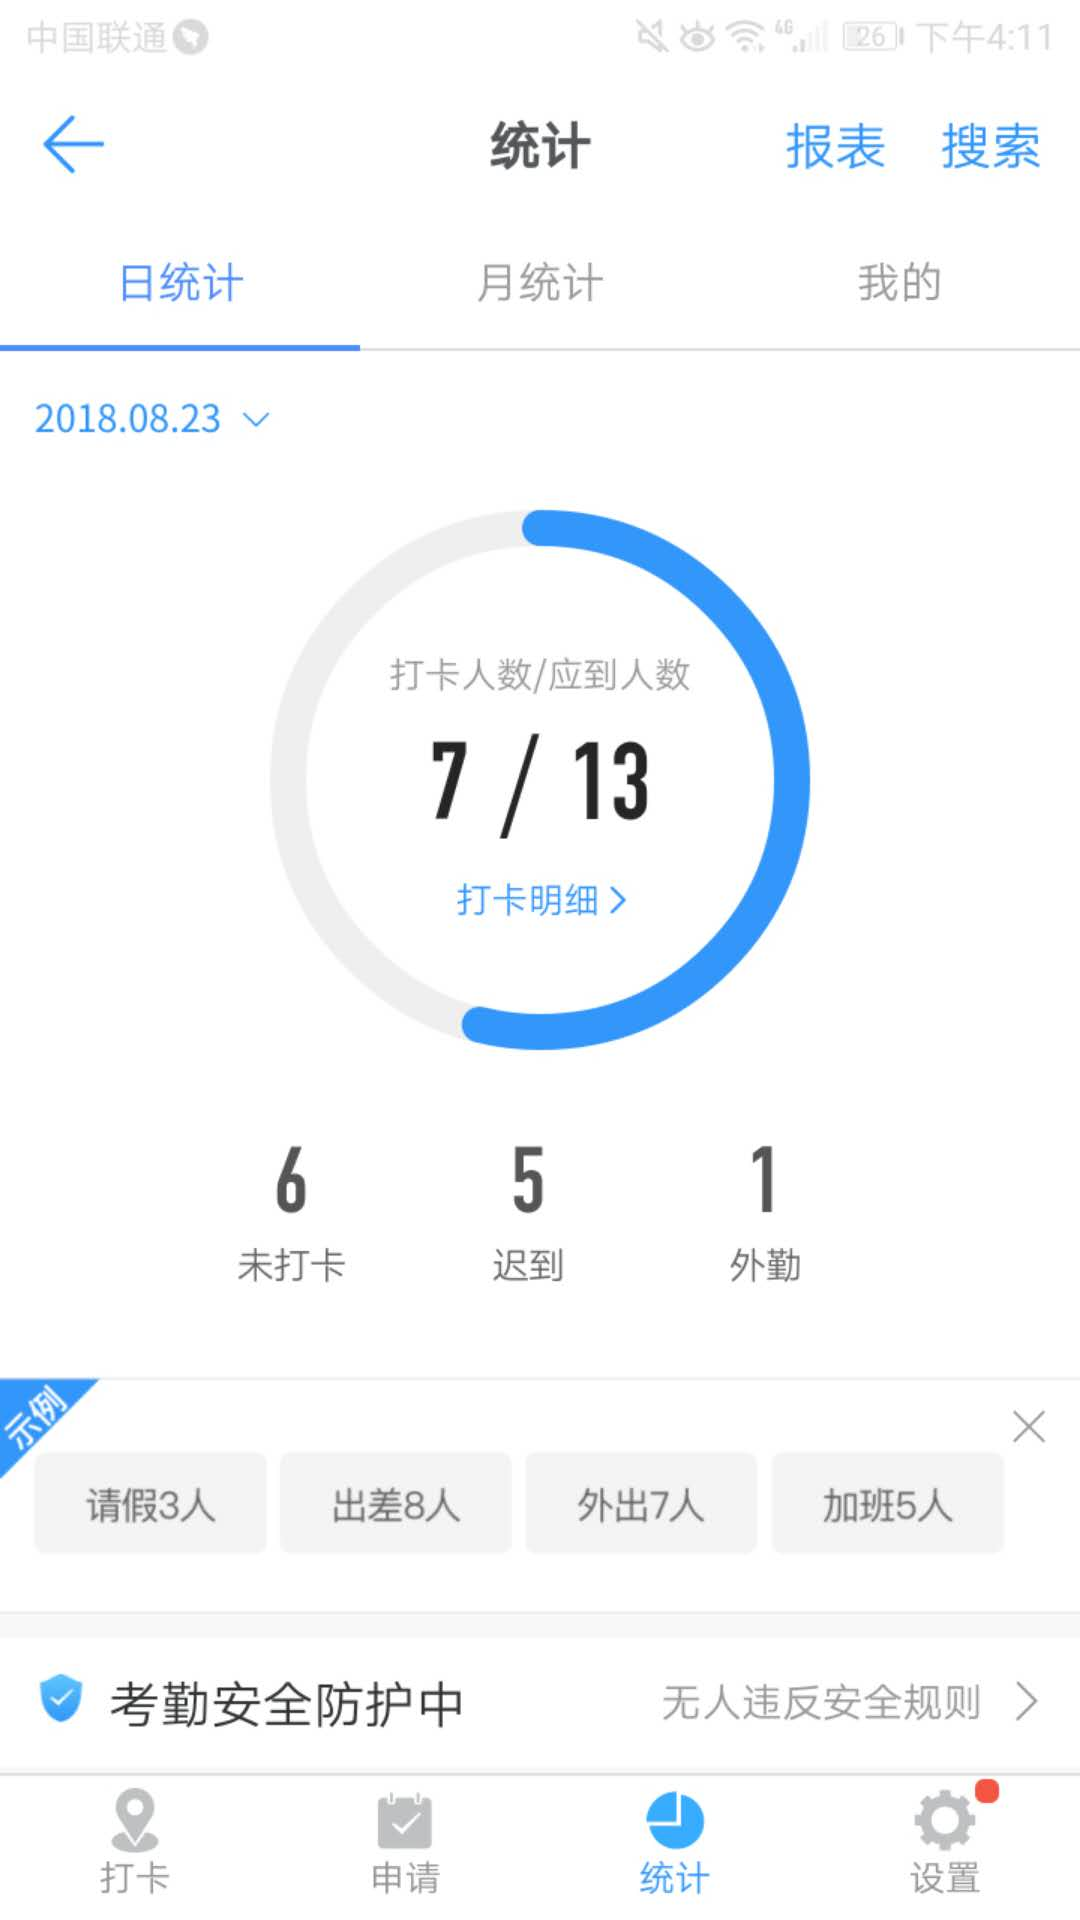 中国联通 4G 26 下午4:11
统计 报表 搜索
日统计 月统计 我的
2018.08.23
打卡人数/应到人数
7 / 13
打卡明细
6 5 1
未打卡 迟到 外勤
示例
请假3人 出差8人 外出7人 加班5人
考勤安全防护中 无人违反安全规则
打卡 申请 统计 设置